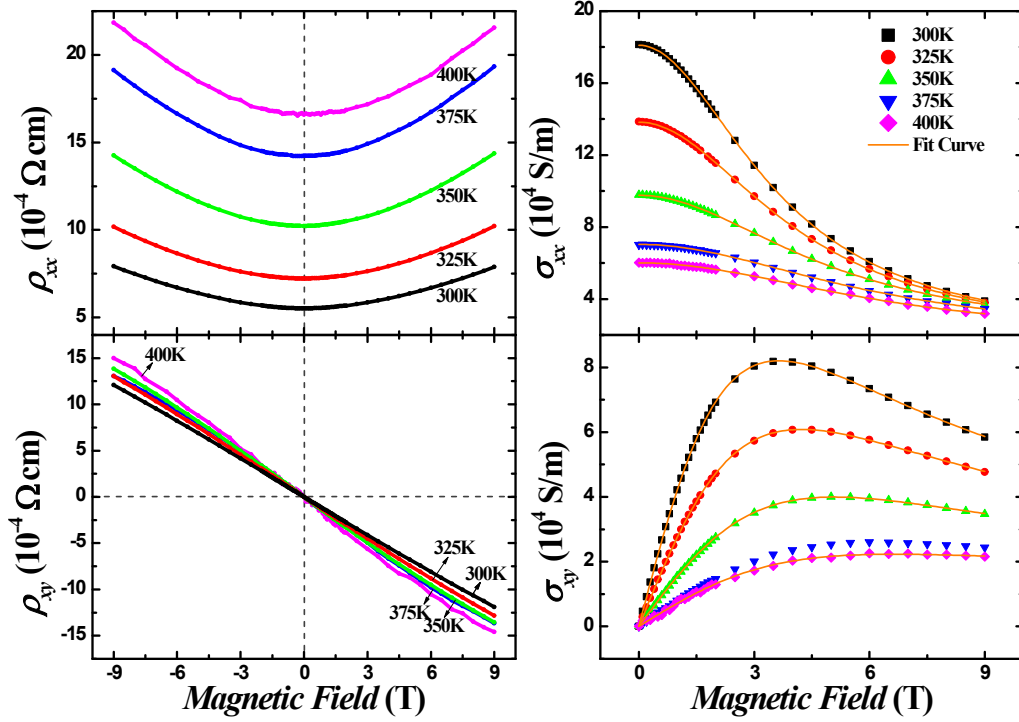 ρxx (10⁻⁴ Ωcm)
20
15
10
5
400K
375K
350K
325K
300K
σxx (10⁴ S/m)
20
16
12
8
4
300K
325K
350K
375K
400K
Fit Curve
ρxy (10⁻⁴ Ωcm)
15
10
5
0
-5
-10
-15
400K
325K
300K
375K
350K
-9 -6 -3 0 3 6 9
Magnetic Field (T)
σxy (10⁴ S/m)
8
6
4
2
0
0 3 6 9
Magnetic Field (T)